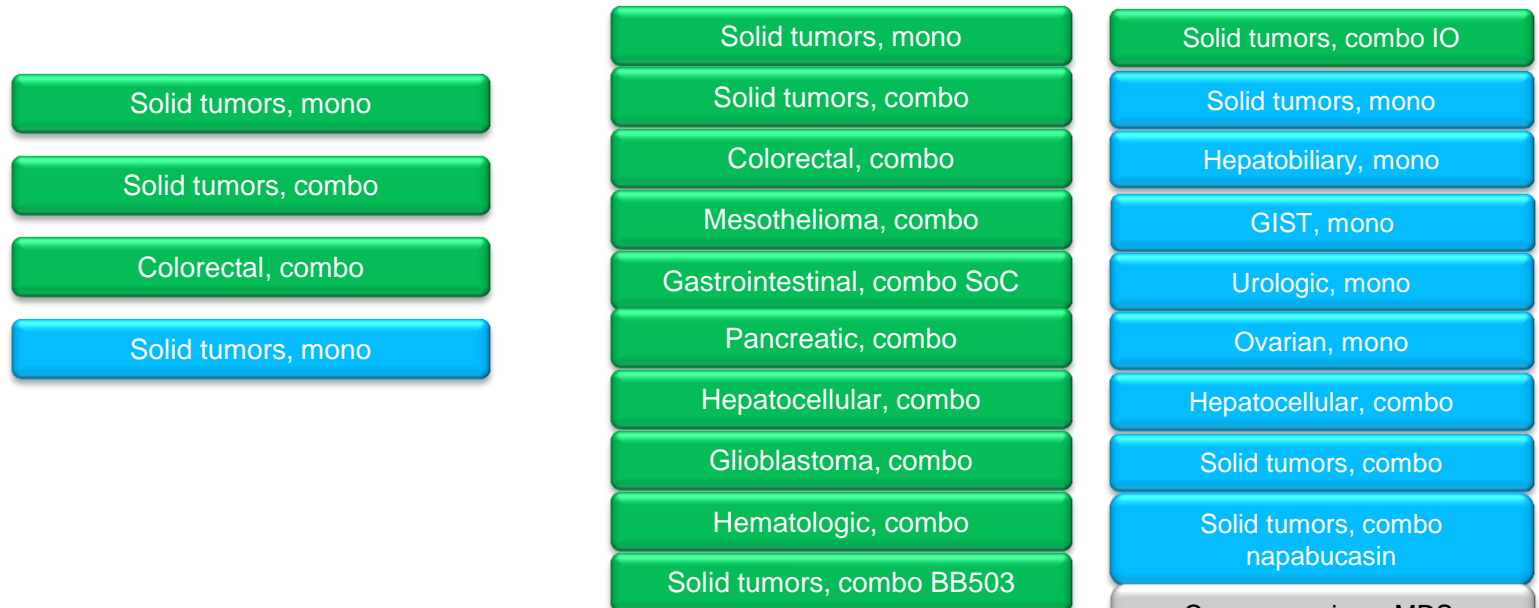 Solid tumors, mono
Solid tumors, combo
Colorectal, combo
Solid tumors, mono
Solid tumors, mono
Solid tumors, combo
Colorectal, combo
Mesothelioma, combo
Gastrointestinal, combo SoC
Pancreatic, combo
Hepatocellular, combo
Glioblastoma, combo
Hematologic, combo
Solid tumors, combo BB503
Solid tumors, combo IO
Solid tumors, mono
Hepatobiliary, mono
GIST, mono
Urologic, mono
Ovarian, mono
Hepatocellular, combo
Solid tumors, combo
Solid tumors, combo
napabucasin